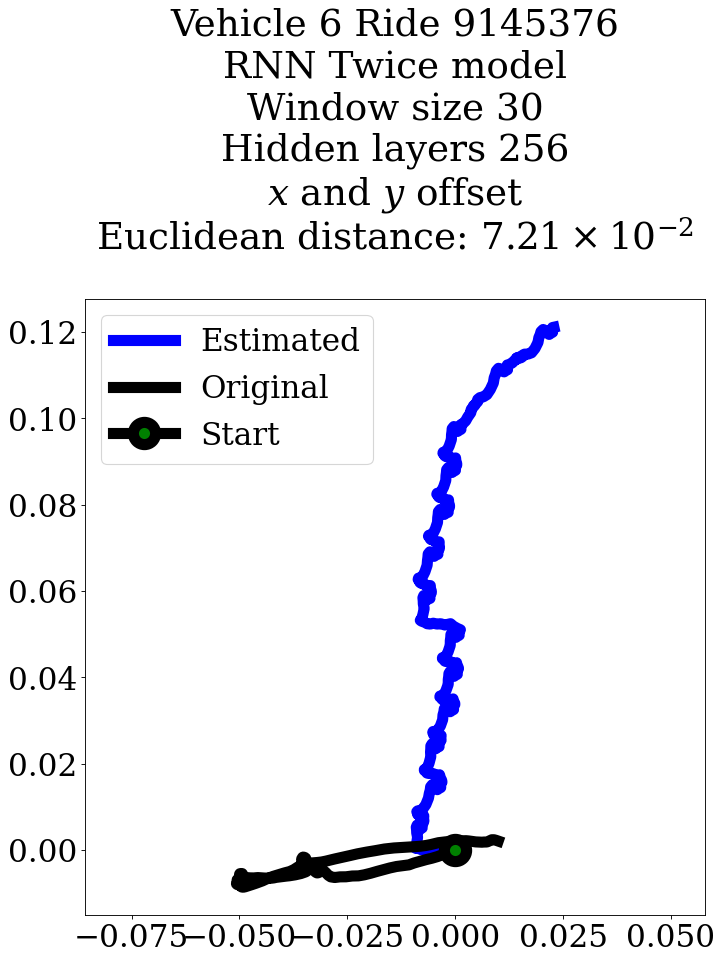 Vehicle 6 Ride 9145376
RNN Twice model
Window size 30
Hidden layers 256
x and y offset
Euclidean distance: 7.21 × 10⁻²
Estimated
Original
Start
0.12
0.10
0.08
0.06
0.04
0.02
0.00
−0.075 −0.050 −0.025 0.000 0.025 0.050